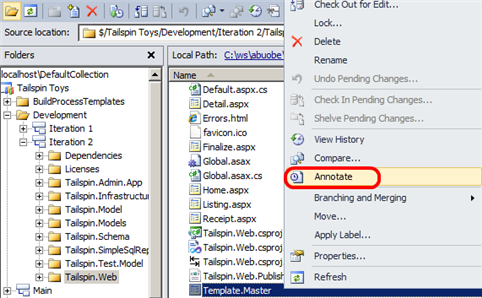 Check Out for Edit...
Lock...
Source location: $/Tailspin Toys/Development/Iteration 2/Tails
Delete
Folders
Local Path: C:\ws\abuobe\
Rename
localhost\DefaultCollection
Name
Undo Pending Changes...
Tailspin Toys
Default.aspx.cs
BuildProcessTemplates
Detail.aspx
Check In Pending Changes...
Development
Errors.html
Shelve Pending Changes...
Iteration 1
favicon.ico
View History
Iteration 2
Finalize.aspx
Compare...
Dependencies
Global.asax
Licenses
Global.asax.cs
Annotate
Tailspin.Admin.App
Home.aspx
Tailspin.Infrastructur
Listing.aspx
Branching and Merging
Tailspin.Model
Receipt.aspx
Move...
Tailspin.Models
Tailspin.Web.csproj
Apply Label...
Tailspin.Schema
Tailspin.Web.csproj
Tailspin.SimpleSqlRep
Tailspin.Web.csproj
Properties...
Tailspin.Test.Model
Tailspin.Web.Publish
Refresh
Tailspin.Web
Template.Master
Main